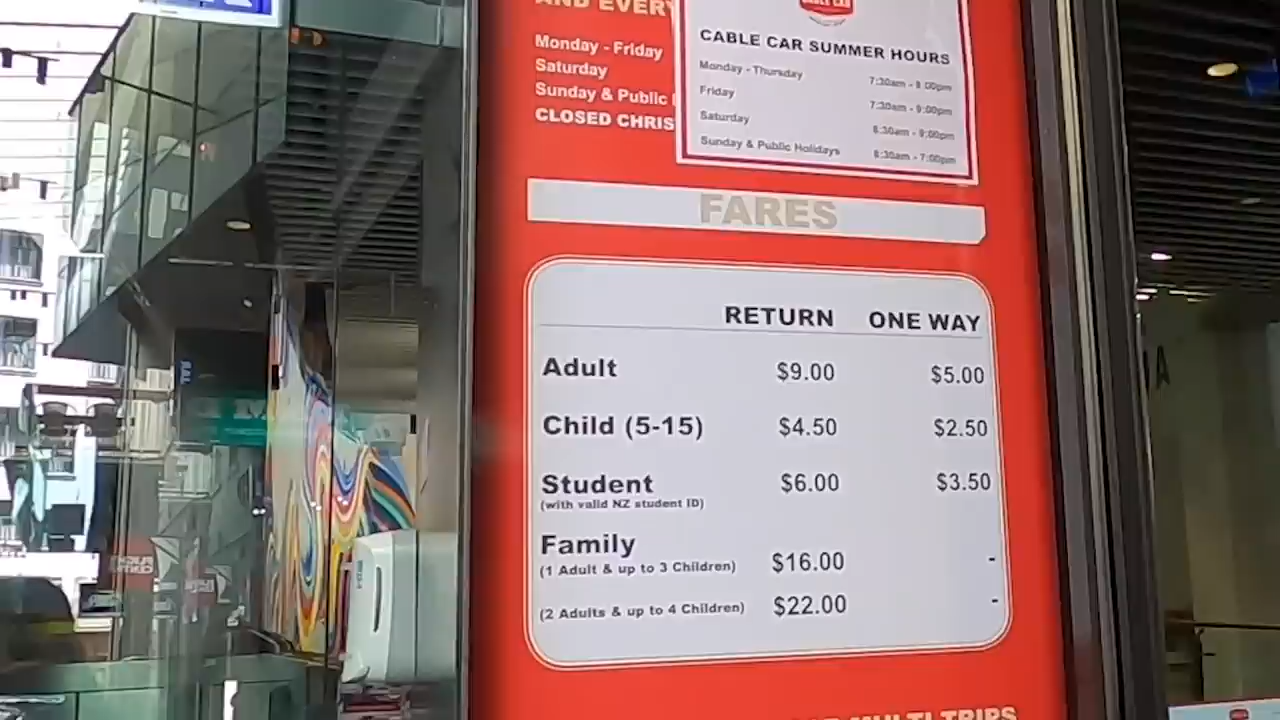 AND EVERY
Monday - Friday
Saturday
Sunday & Public
CLOSED CHRIS
CABLE CAR
CABLE CAR SUMMER HOURS
Monday - Thursday 7:30am - 8:00pm
Friday 7:30am - 9:00pm
Saturday 8:30am - 9:00pm
Sunday & Public Holidays 8:30am - 7:00pm
FARES
RETURN ONE WAY
Adult $9.00 $5.00
Child (5-15) $4.50 $2.50
Student $6.00 $3.50
(with valid NZ student ID)
Family
(1 Adult & up to 3 Children) $16.00 -
(2 Adults & up to 4 Children) $22.00 -
MULTI TRIPS